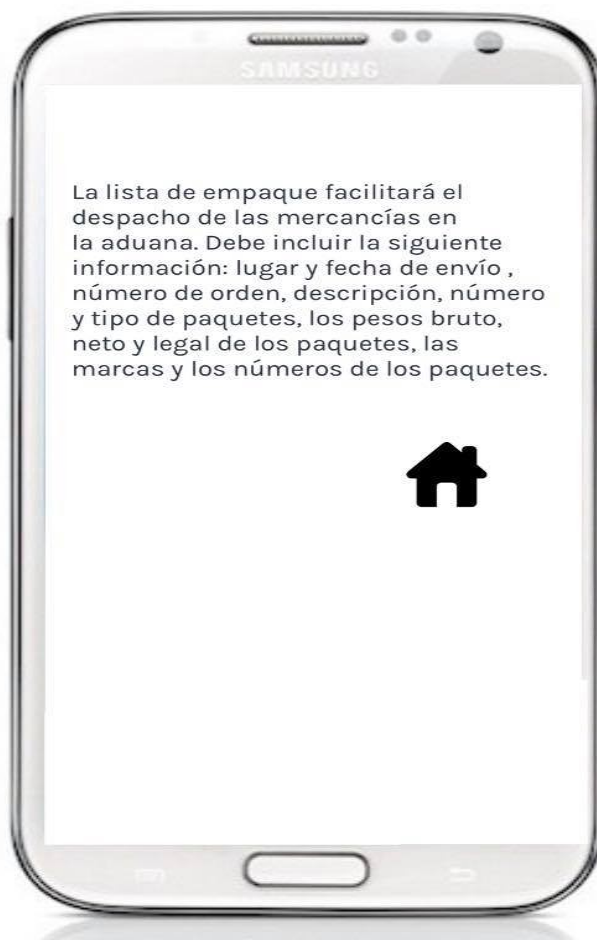 SAMSUNG
La lista de empaque facilitará el
despacho de las mercancías en
la aduana. Debe incluir la siguiente
información: lugar y fecha de envío ,
número de orden, descripción, número
y tipo de paquetes, los pesos bruto,
neto y legal de los paquetes, las
marcas y los números de los paquetes.